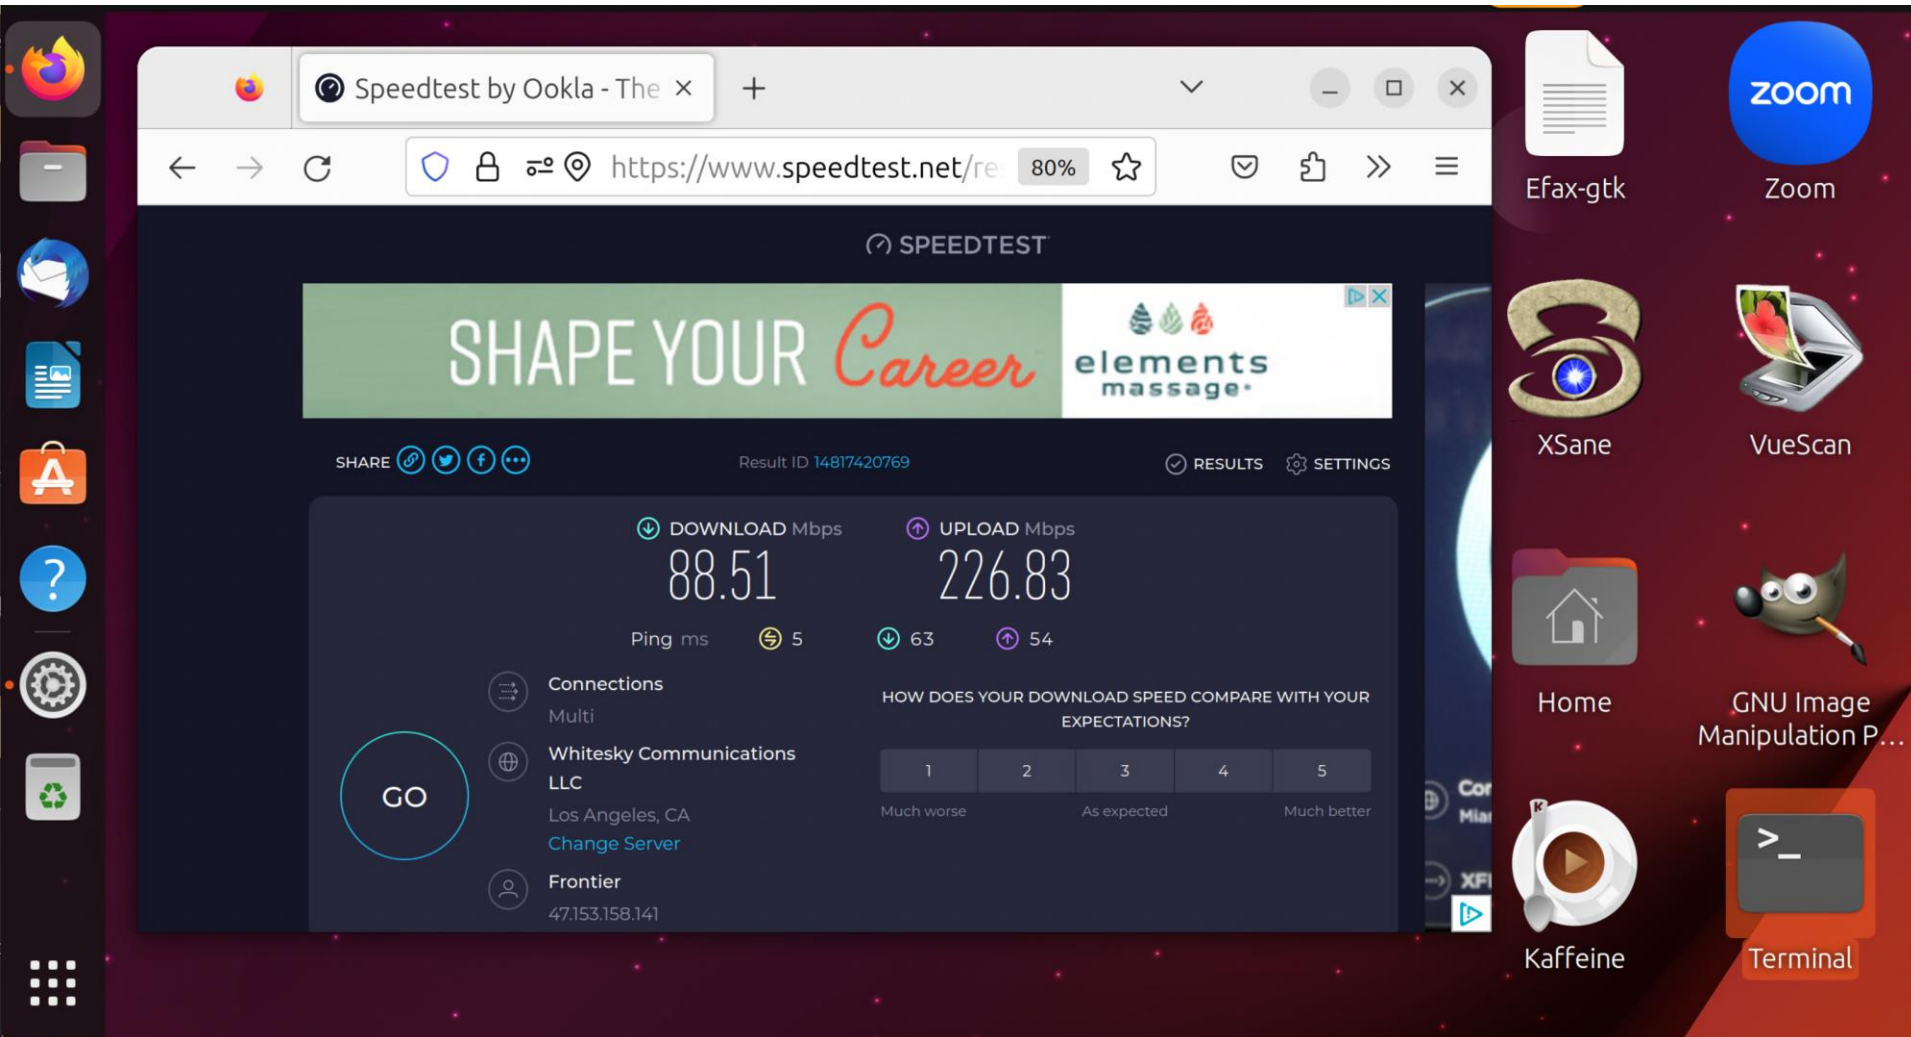 Speedtest by Ookla - The
https://www.speedtest.net/re
80%
SPEEDTEST
SHAPE YOUR Career
elements
massage
SHARE
Result ID 14817420769
RESULTS
SETTINGS
DOWNLOAD Mbps
UPLOAD Mbps
88.51
226.83
Ping ms
5
63
54
Connections
Multi
Whitesky Communications
LLC
Los Angeles, CA
Change Server
Frontier
47.153.158.141
GO
HOW DOES YOUR DOWNLOAD SPEED COMPARE WITH YOUR
EXPECTATIONS?
1 2 3 4 5
Much worse
As expected
Much better
Cor
Mia
XFI
Efax-gtk
zoom
Zoom
XSane
VueScan
Home
GNU Image
Manipulation P...
K
Kaffeine
>_
Terminal